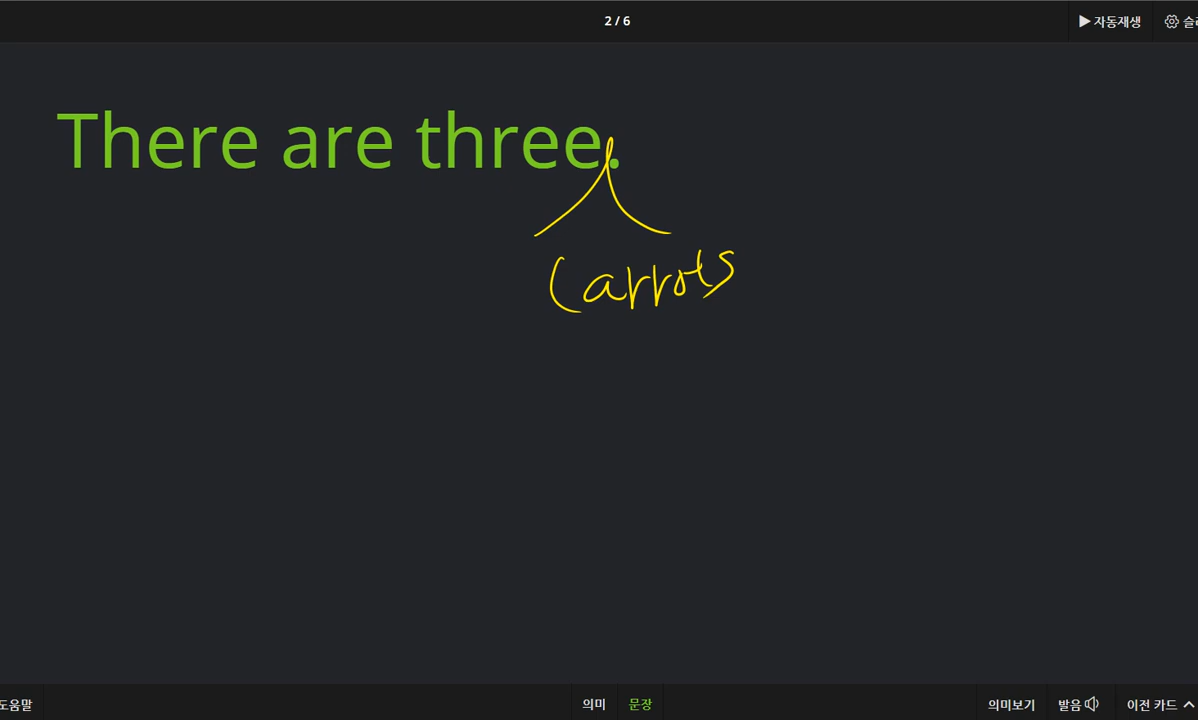 2 / 6
자동재생
슬
There are three.
carrots
도움말
의미
문장
의미보기
발음
이전 카드